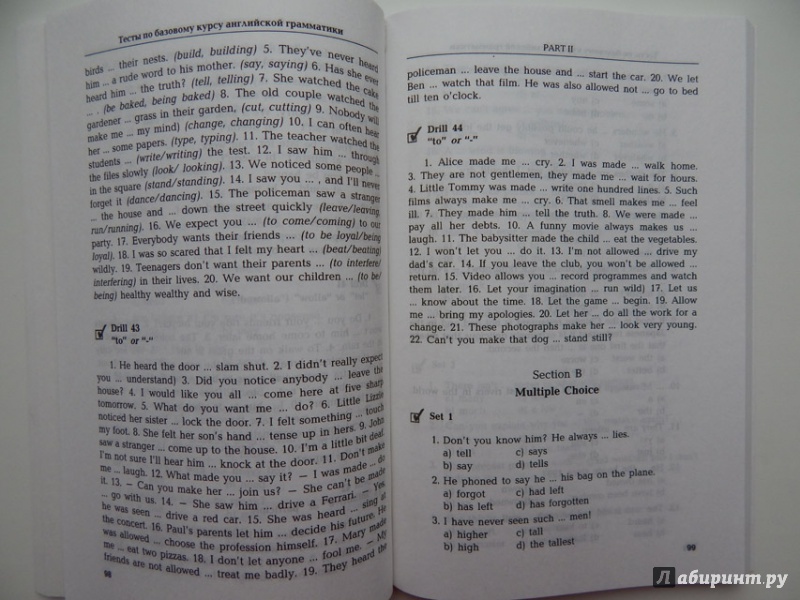 Тесты по базовому курсу английской грамматики
birds ... their nests. (build, building) 5. They've never heard
him ... a rude word to his mother. (say, saying) 6. Has she ever
heard him ... the truth? (tell, telling) 7. She watched the cake
... . (be baked, being baked) 8. The old couple watched the
gardener ... grass in their garden, (cut, cutting) 9. Nobody will
make me ... my mind) (change, changing) 10. I can often hear
her ... some papers. (type, typing). 11. The teacher watched the
students ... (write/writing) the test. 12. I saw him ... through
the files slowly (look/ looking). 13. We noticed some people ..
in the square (stand/standing). 14. I saw you ... , and I'll never
forget it (dance/dancing). 15. The policeman saw a stranger
... the house and ... down the street quickly (leave/leaving,
run/running). 16. We expect you ... (to come/coming) to our
party. 17. Everybody wants their friends ... (to be loyal/being
loyal). 18. I was so scared that I felt my heart ... (beat/beating)
wildly. 19. Teenagers don't want their parents ... (to interfere/
interfering) in their lives. 20. We want our children ... (to be/
being) healthy wealthy and wise.
Drill 43
"to" or "-"
1. He heard the door ... slam shut. 2. I didn't really expect
you ... understand) 3. Did you notice anybody ... leave the
house? 4. I would like you all ... come here at five sharp
tomorrow. 5. What do you want me ... do? 6. Little Lizzie
noticed her sister ... lock the door. 7. I felt something ... touch
my foot. 8. She felt her son's hand ... tense up in hers. 9. John
saw a stranger ... come up to the house. 10. I'm a little bit deaf.
I'm not sure I'll hear him ... knock at the door. 11. Don't make
me ... laugh. 12. What made you ... say it? — I was made ... do
it. 13. — Can you make her ... join us? — She can't be made
... go with us. 14. — She saw him ... drive a Ferrari. — Yes,
he was seen ... drive a red car. 15. She was heard ... sing at
the concert. 16. Paul's parents let him ... decide his future. He
was allowed ... choose the profession himself. 17. Mary made
me ... eat two pizzas. 18. I don't let anyone ... fool me. — My
friends are not allowed ... treat me badly. 19. They heard the
98
PART II
policeman ... leave the house and ... start the car. 20. We let
Ben ... watch that film. He was also allowed not ... go to bed
till ten o'clock.
Drill 44
"to" or "-"
1. Alice made me ... cry. 2. I was made ... walk home.
3. They are not gentlemen, they made me ... wait for hours.
4. Little Tommy was made ... write one hundred lines. 5. Such
films always make me ... cry. 6. That smell makes me ... feel
ill. 7. They made him ... tell the truth. 8. We were made ...
pay all her debts. 10. A funny movie always makes us ...
laugh. 11. The babysitter made the child ... eat the vegetables.
12. I won't let you ... do it. 13. I'm not allowed ... drive my
dad's car. 14. If you leave the club, you won't be allowed ...
return. 15. Video allows you ... record programmes and watch
them later. 16. Let your imagination ... run wild) 17. Let us
... know about the time. 18. Let the game ... begin. 19. Allow
me ... bring my apologies. 20. Let her ... do all the work for a
change. 21. These photographs make her ... look very young.
22. Can't you make that dog ... stand still?
Section B
Multiple Choice
Set 1
1. Don't you know him? He always ... lies.
a) tell c) says
b) say d) tells
2. He phoned to say he ... his bag on the plane.
a) forgot c) had left
b) has left d) has forgotten
3. I have never seen such ... men!
a) higher c) tall
b) high d) the tallest
99
Лабиринт.ру